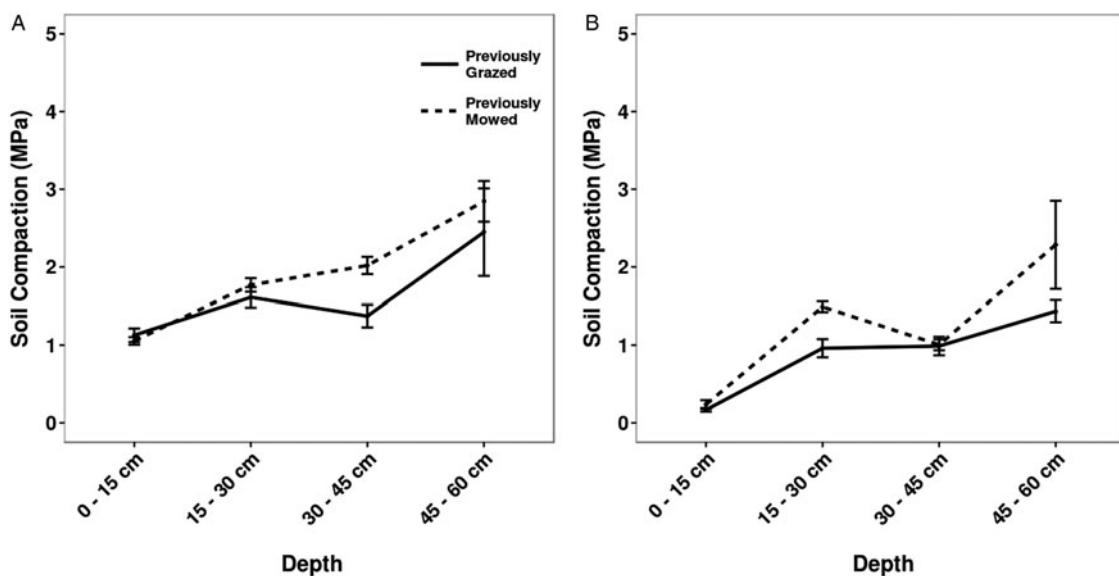 A
Soil Compaction (MPa)
5
4
3
2
1
0
Previously
Grazed
Previously
Mowed
0 - 15 cm
15 - 30 cm
30 - 45 cm
45 - 60 cm
Depth
B
Soil Compaction (MPa)
5
4
3
2
1
0
0 - 15 cm
15 - 30 cm
30 - 45 cm
45 - 60 cm
Depth